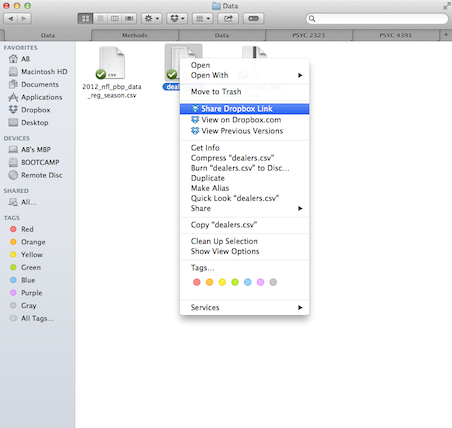 Data
Data
Methods
Data
PSYC 2323
PSYC 4391
FAVORITES
AB
Macintosh HD
Documents
Applications
Dropbox
Desktop
DEVICES
AB's MBP
BOOTCAMP
Remote Disc
SHARED
All...
TAGS
Red
Orange
Yellow
Green
Blue
Purple
Gray
All Tags...
CSV
2012_nfl_pbp_data
_reg_season.csv
Open
Open With
Move to Trash
Share Dropbox Link
View on Dropbox.com
View Previous Versions
Get Info
Compress "dealers.csv"
Burn "dealers.csv" to Disc...
Duplicate
Make Alias
Quick Look "dealers.csv"
Share
Copy "dealers.csv"
Clean Up Selection
Show View Options
Tags...
Services